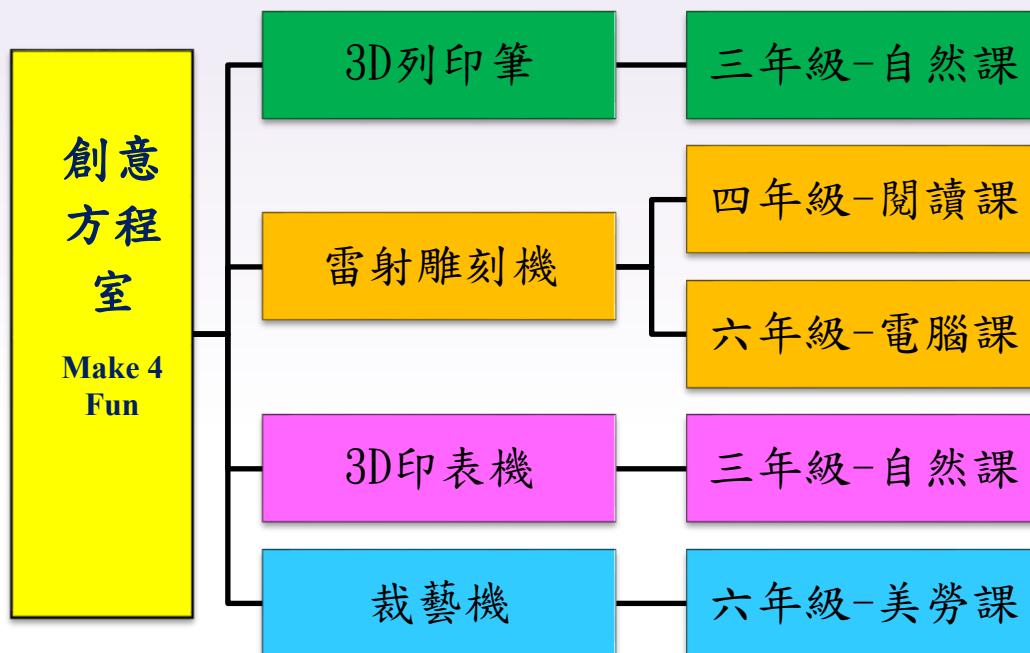 創意
方程
室
Make 4
Fun
3D列印筆
三年級-自然課
雷射雕刻機
四年級-閱讀課
六年級-電腦課
3D印表機
三年級-自然課
裁藝機
六年級-美勞課